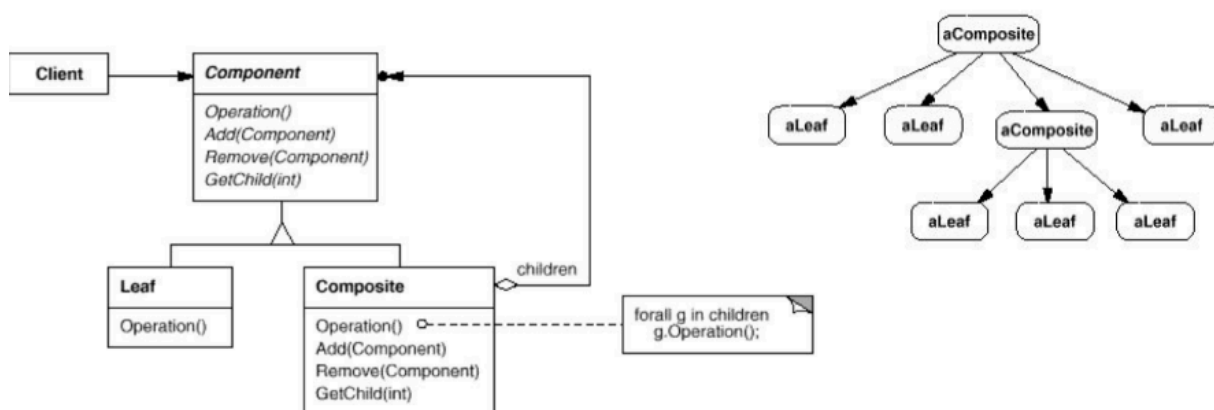 Client
Component
Operation()
Add(Component)
Remove(Component)
GetChild(int)
Leaf
Operation()
Composite
Operation()
Add(Component)
Remove(Component)
GetChild(int)
children
forall g in children
g.Operation();
aComposite
aLeaf
aLeaf
aComposite
aLeaf
aLeaf
aLeaf
aLeaf